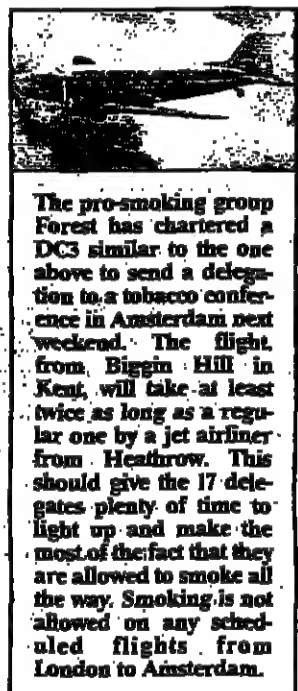 The pro-smoking group
Forest has chartered a
DC3 similar to the one
above to send a delega-
tion to a tobacco confer-
ence in Amsterdam next
weekend. The flight,
from Biggin Hill in
Kent, will take at least
twice as long as a regu-
lar one by a jet airliner
from Heathrow. This
should give the 17 dele-
gates plenty of time to
light up and make the
most of the fact that they
are allowed to smoke all
the way. Smoking is not
allowed on any sched-
uled flights from
London to Amsterdam.